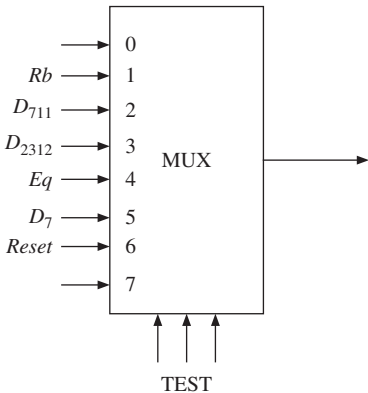 0
Rb 1
D₇₁₁ 2
D₂₃₁₂ 3
MUX
Eq 4
D₇ 5
Reset 6
7
TEST